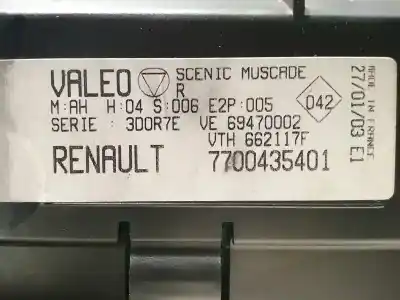 VALEO SCENIC MUSCADE
R
M:AH H:04 S:006 E2P:005
042
SERIE : 3D0R7E VE 69470002
VTH 662117F
RENAULT 7700435401
MADE IN FRANCE
27/01/03 E1